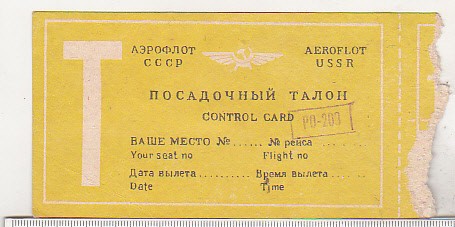 Т
АЭРОФЛОТ AEROFLOT
СССР USSR
ПОСАДОЧНЫЙ ТАЛОН
CONTROL CARD
РО-203
ВАШЕ МЕСТО № ...... № рейса ........
Your seat no Flight no
Дата вылета .......... Время вылета .......
Date Time